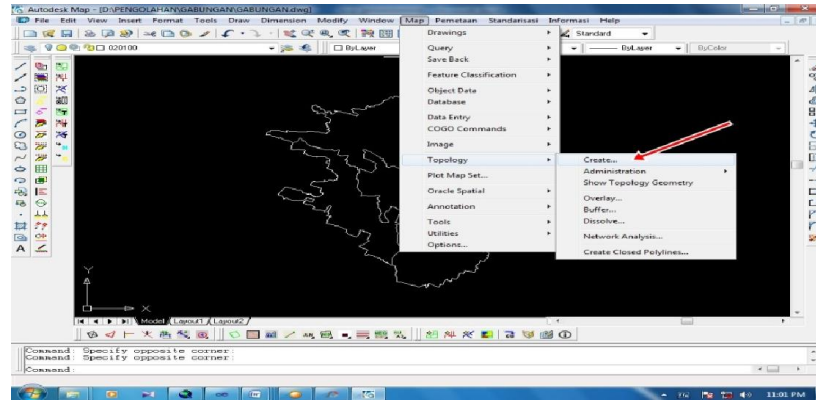 Autodesk Map - [D:\PENGOLAHAN\GABUNGAN\GABUNGAN.dwg]
File Edit View Insert Format Tools Draw Dimension Modify Window Map Pemetaan Standarisasi Informasi Help
Standard
020100
ByLayer
ByLayer
ByColor
Drawings
Query
Save Back
Feature Classification
Object Data
Database
Data Entry
COGO Commands
Image
Topology
Plot Map Set...
Oracle Spatial
Annotation
Tools
Utilities
Options...
Create...
Administration
Show Topology Geometry
Overlay...
Buffer...
Dissolve...
Network Analysis...
Create Closed Polylines...
Y
X
Model Layout1 Layout2
Command: Specify opposite corner:
Command: Specify opposite corner:
Command:
11:01 PM